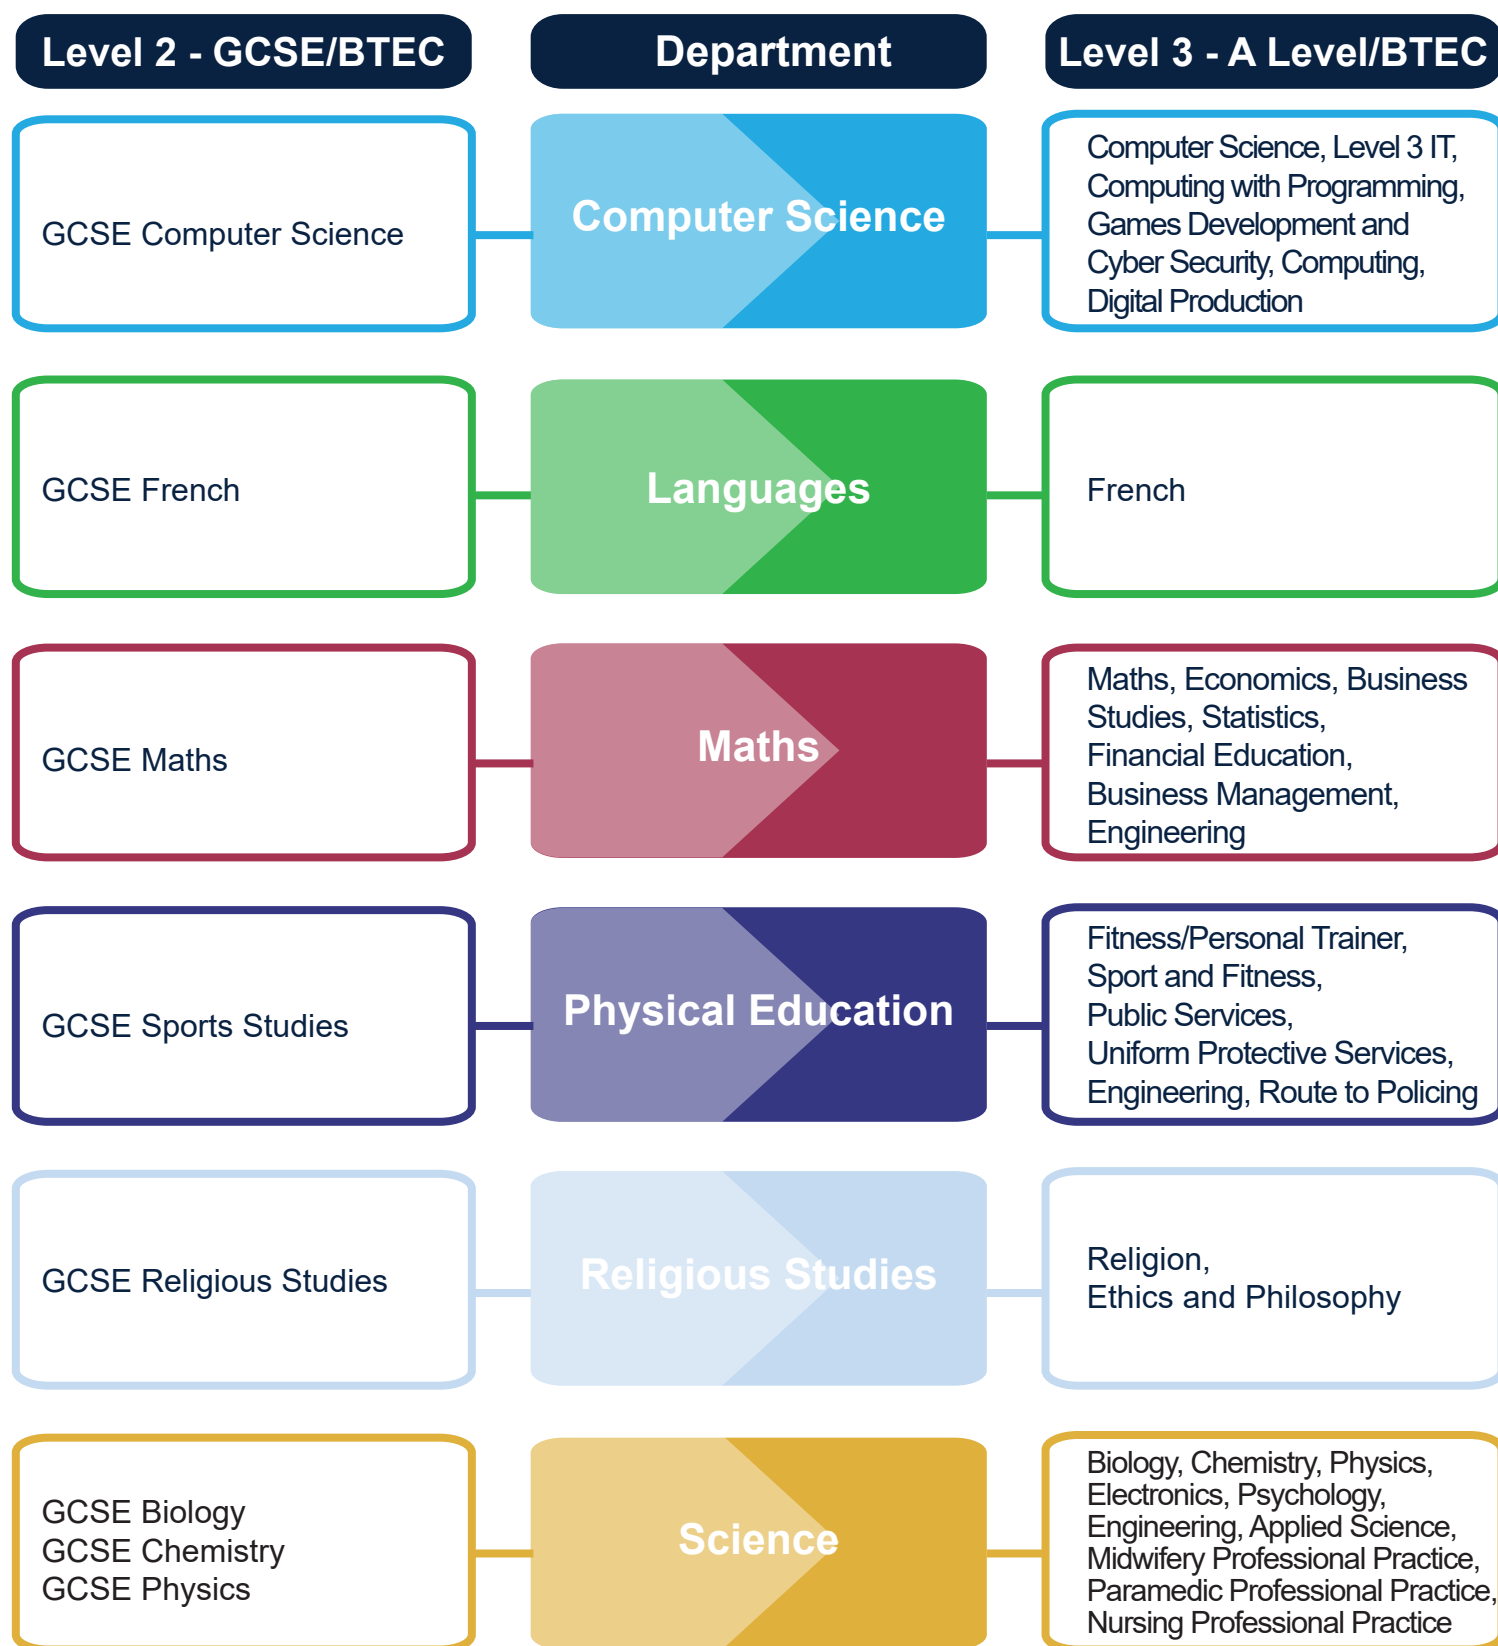 Level 2 - GCSE/BTEC
Department
Level 3 - A Level/BTEC
GCSE Computer Science
Computer Science
Computer Science, Level 3 IT,
Computing with Programming,
Games Development and
Cyber Security, Computing,
Digital Production
GCSE French
Languages
French
GCSE Maths
Maths
Maths, Economics, Business
Studies, Statistics,
Financial Education,
Business Management,
Engineering
GCSE Sports Studies
Physical Education
Fitness/Personal Trainer,
Sport and Fitness,
Public Services,
Uniform Protective Services,
Engineering, Route to Policing
GCSE Religious Studies
Religious Studies
Religion,
Ethics and Philosophy
GCSE Biology
GCSE Chemistry
GCSE Physics
Science
Biology, Chemistry, Physics,
Electronics, Psychology,
Engineering, Applied Science,
Midwifery Professional Practice,
Paramedic Professional Practice,
Nursing Professional Practice